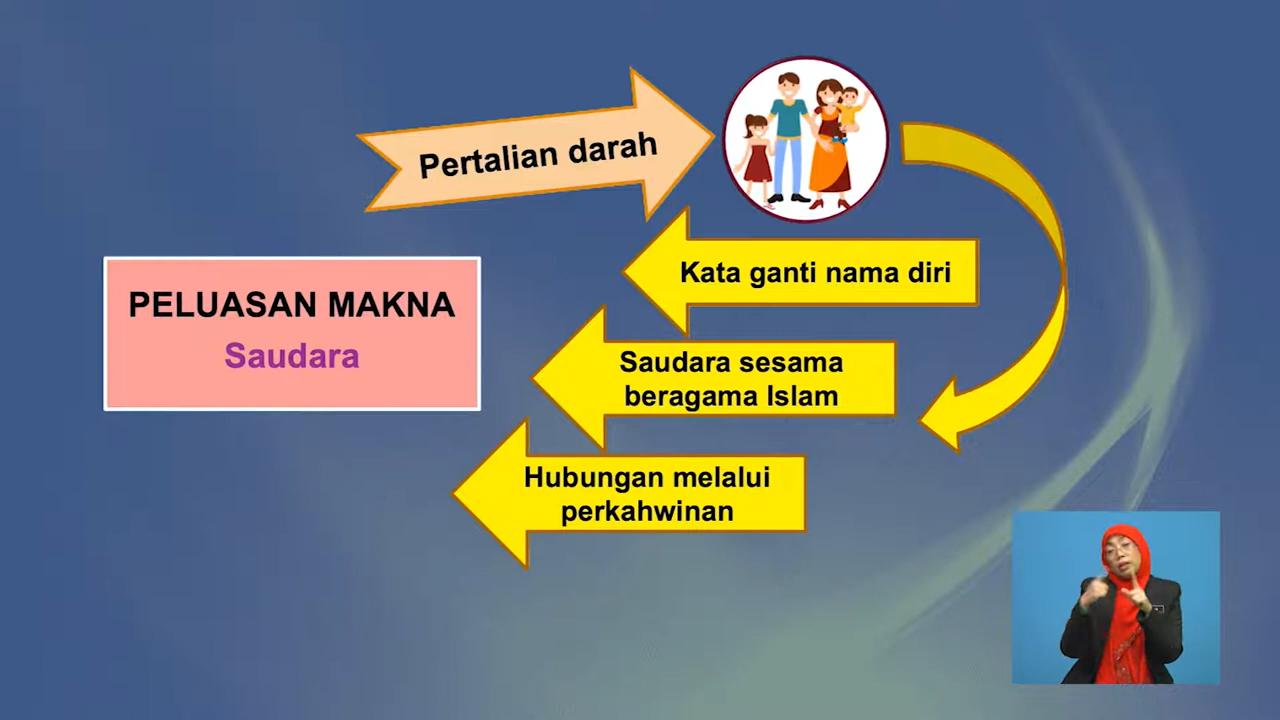 Pertalian darah
PELUASAN MAKNA
Saudara
Kata ganti nama diri
Saudara sesama
beragama Islam
Hubungan melalui
perkahwinan